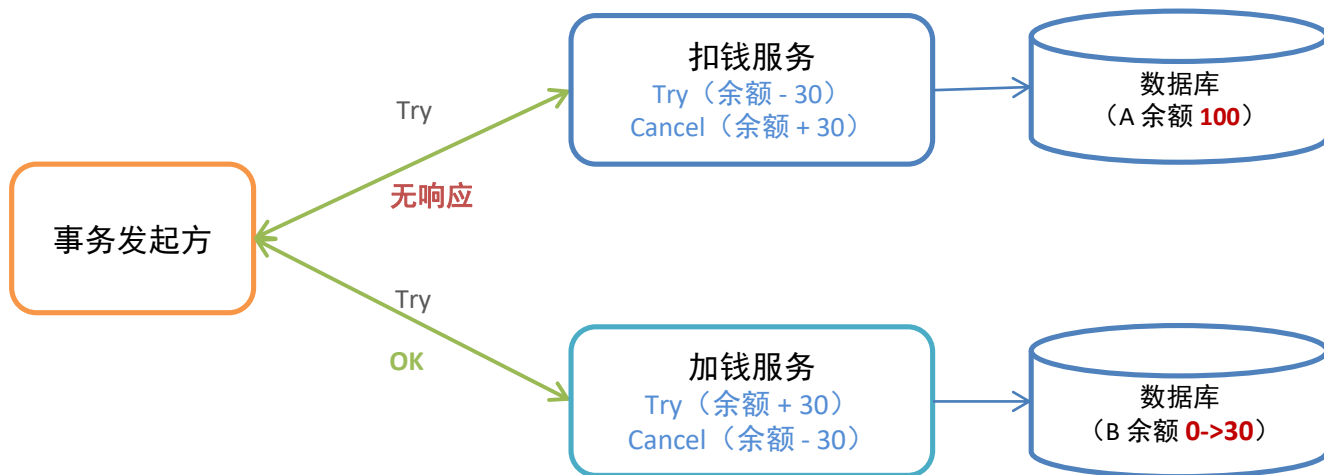 扣钱服务
Try（余额 - 30）
Cancel（余额 + 30）
数据库
（A 余额 100）
Try
无响应
事务发起方
Try
OK
加钱服务
Try（余额 + 30）
Cancel（余额 - 30）
数据库
（B 余额 0->30）